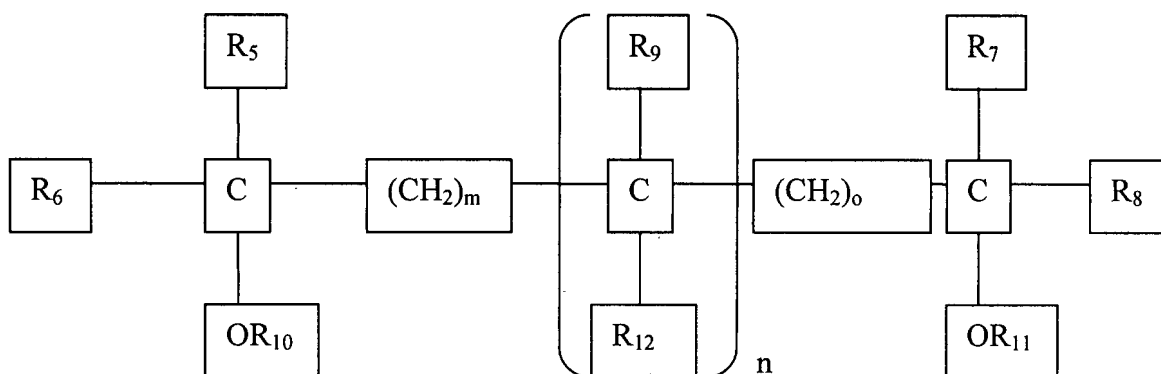 R₅ R₉ R₇
R₆ C (CH₂)ₘ C (CH₂)ₒ C R₈
OR₁₀ R₁₂ OR₁₁
n